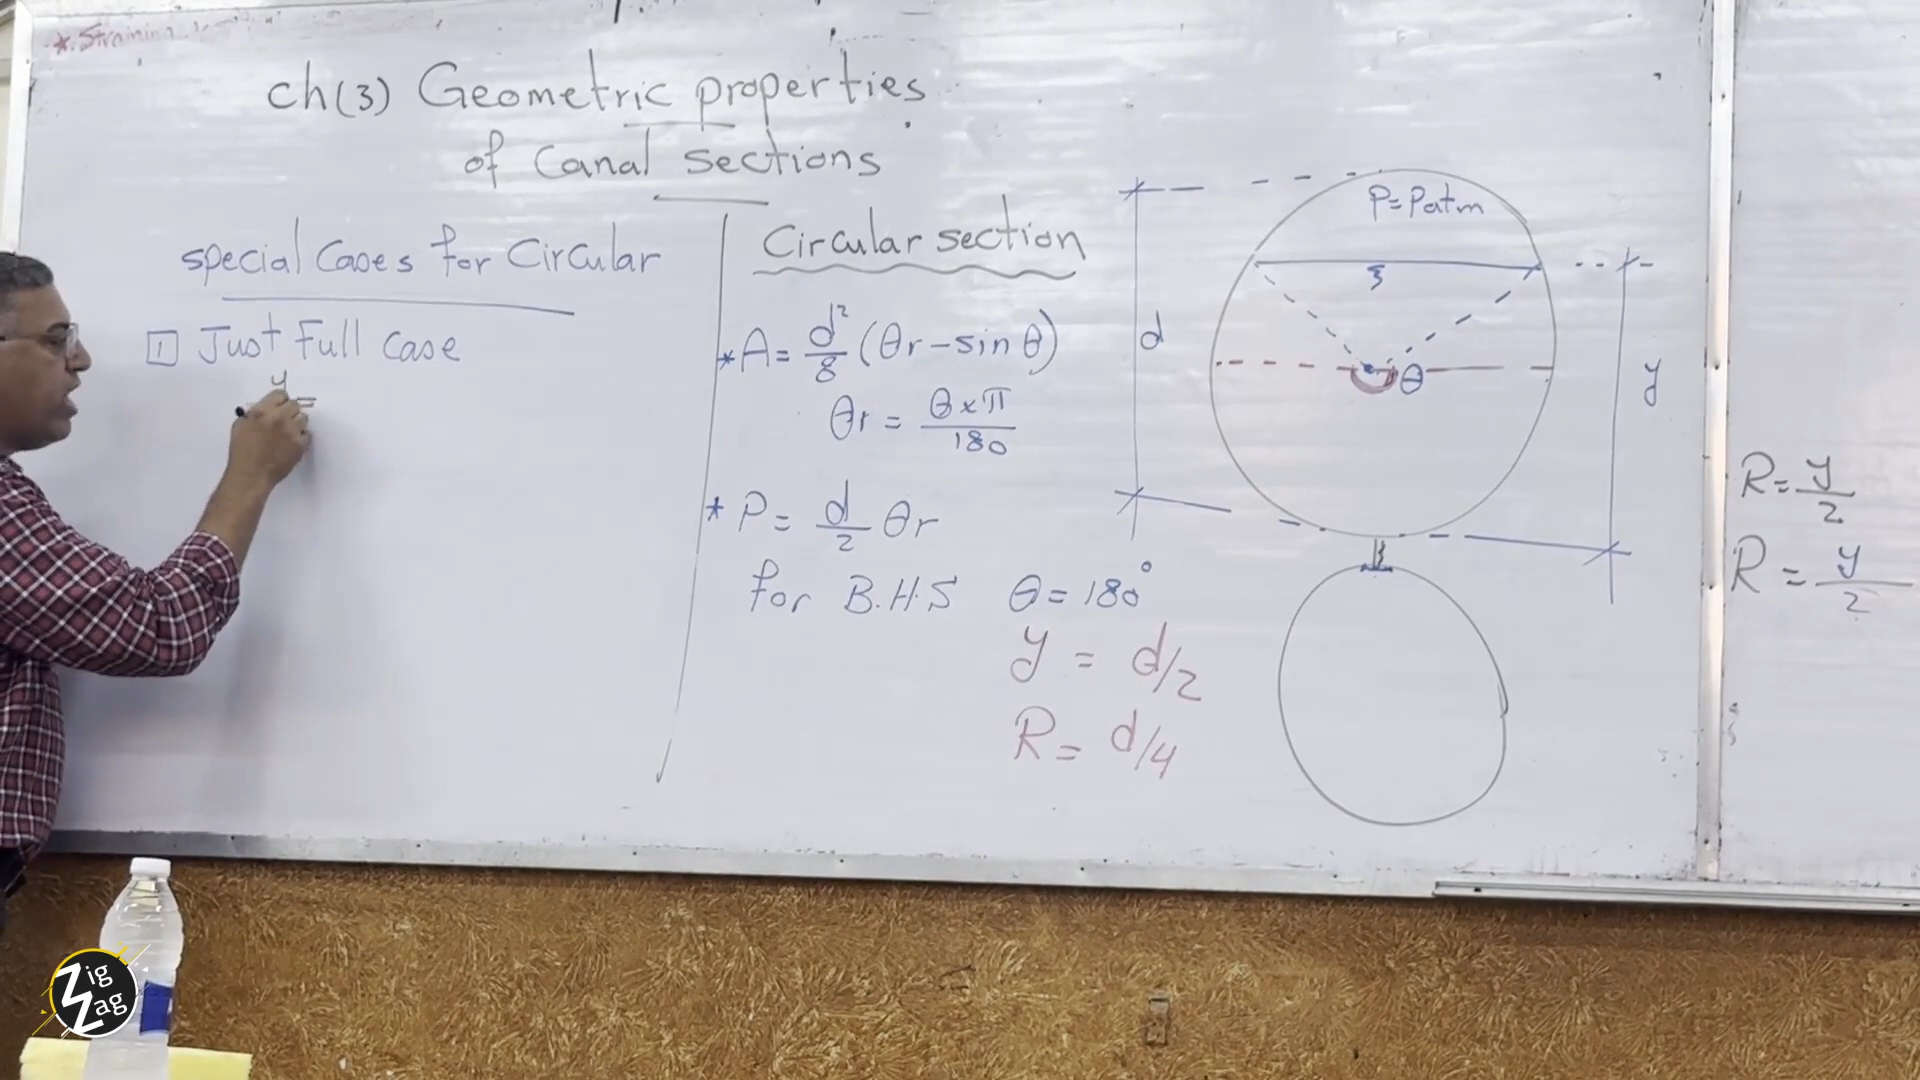 * Straining
ch(3) Geometric properties
of Canal sections
special Cases for Circular
1 Just Full Case
y
=
Circular section
* A = d²/8 (θr - sin θ)
θr = θ x π / 180
* P = d/2 θr
for B.H.S θ = 180°
y = d/2
R = d/4
P = Patm
d
θ
y
R = y/2
R = y/2
Zig
Zag